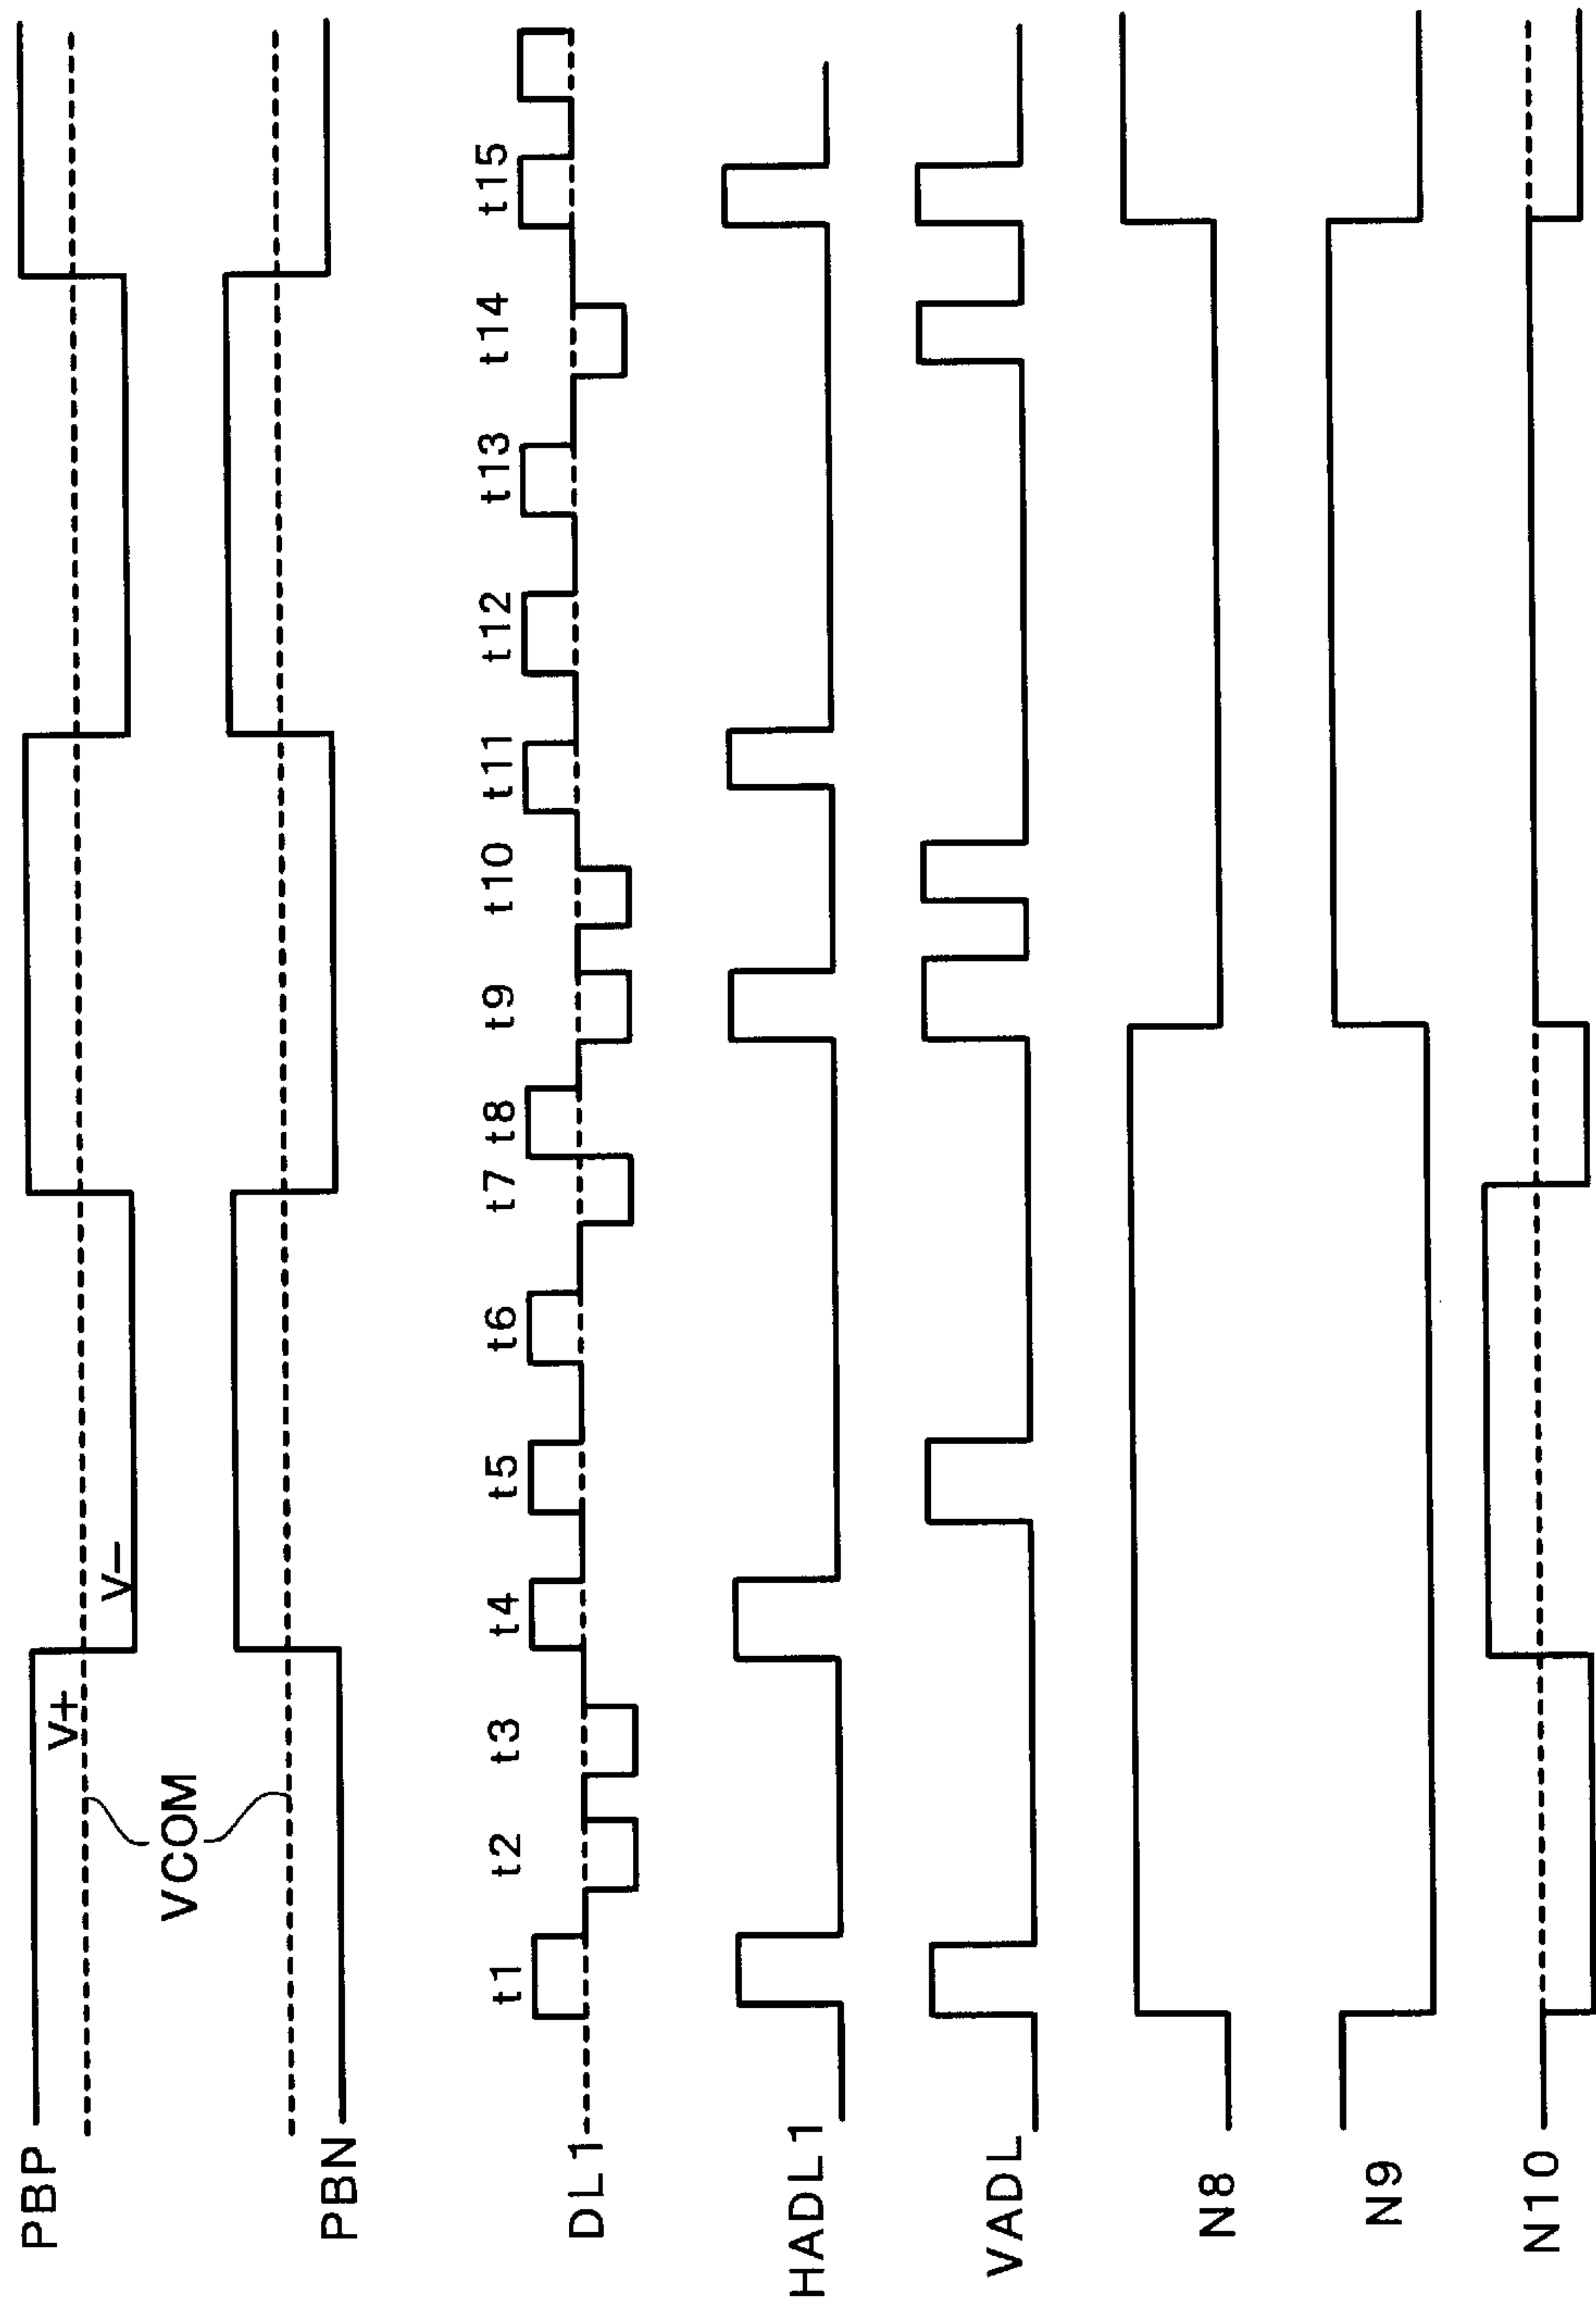 PBP
V+
V-
VCOM
PBN
DL1
t1 t2 t3 t4 t5 t6 t7 t8 t9 t10 t11 t12 t13 t14 t15
HADL1
VADL
N8
N9
N10